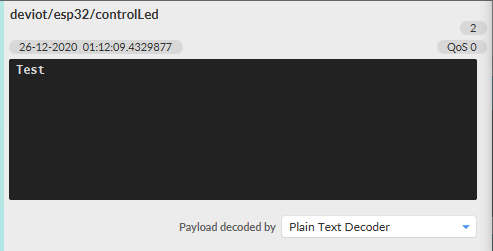 deviot/esp32/controlLed
2
26-12-2020 01:12:09.4329877
QoS 0
Test
Payload decoded by Plain Text Decoder